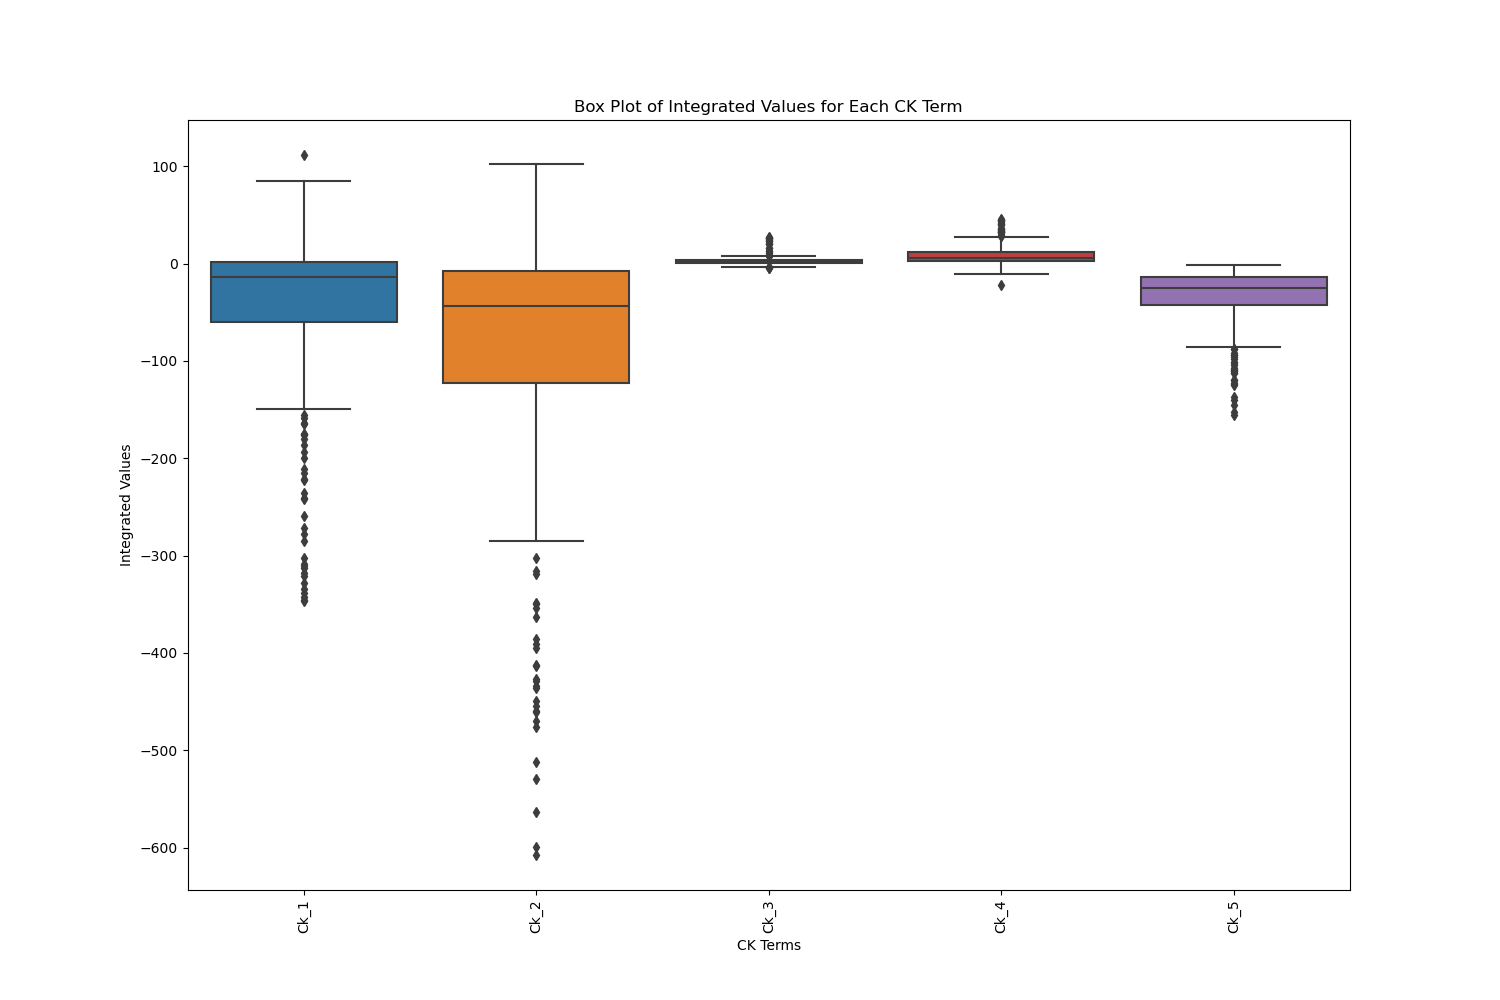 Box Plot of Integrated Values for Each CK Term
100
0
−100
−200
−300
−400
−500
−600
Integrated Values
Ck_1
Ck_2
Ck_3
Ck_4
Ck_5
CK Terms